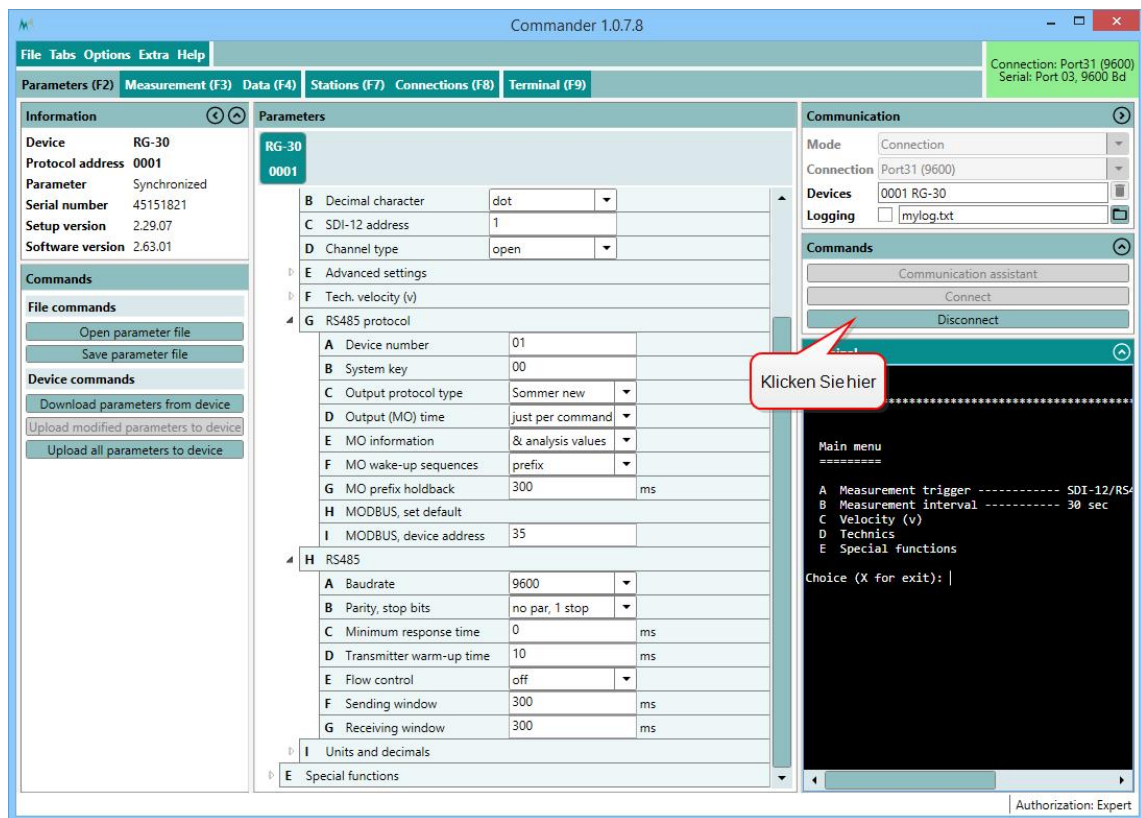 Commander 1.0.7.8
File Tabs Options Extra Help
Connection: Port31 (9600)
Serial: Port 03, 9600 Bd
Parameters (F2) Measurement (F3) Data (F4) Stations (F7) Connections (F8) Terminal (F9)
Information
Device RG-30
Protocol address 0001
Parameter Synchronized
Serial number 45151821
Setup version 2.29.07
Software version 2.63.01
Commands
File commands
Open parameter file
Save parameter file
Device commands
Download parameters from device
Upload modified parameters to device
Upload all parameters to device
Parameters
RG-30
0001
B Decimal character dot
C SDI-12 address 1
D Channel type open
E Advanced settings
F Tech. velocity (v)
G RS485 protocol
A Device number 01
B System key 00
C Output protocol type Sommer new
D Output (MO) time just per command
E MO information & analysis values
F MO wake-up sequences prefix
G MO prefix holdback 300 ms
H MODBUS, set default
I MODBUS, device address 35
H RS485
A Baudrate 9600
B Parity, stop bits no par, 1 stop
C Minimum response time 0 ms
D Transmitter warm-up time 10 ms
E Flow control off
F Sending window 300 ms
G Receiving window 300 ms
I Units and decimals
E Special functions
Communication
Mode Connection
Connection Port31 (9600)
Devices 0001 RG-30
Logging mylog.txt
Commands
Communication assistant
Connect
Disconnect
Klicken Sie hier
********************************
Main menu
=========
A Measurement trigger ------------ SDI-12/RS4
B Measurement interval ----------- 30 sec
C Velocity (v)
D Technics
E Special functions
Choice (X for exit):
Authorization: Expert